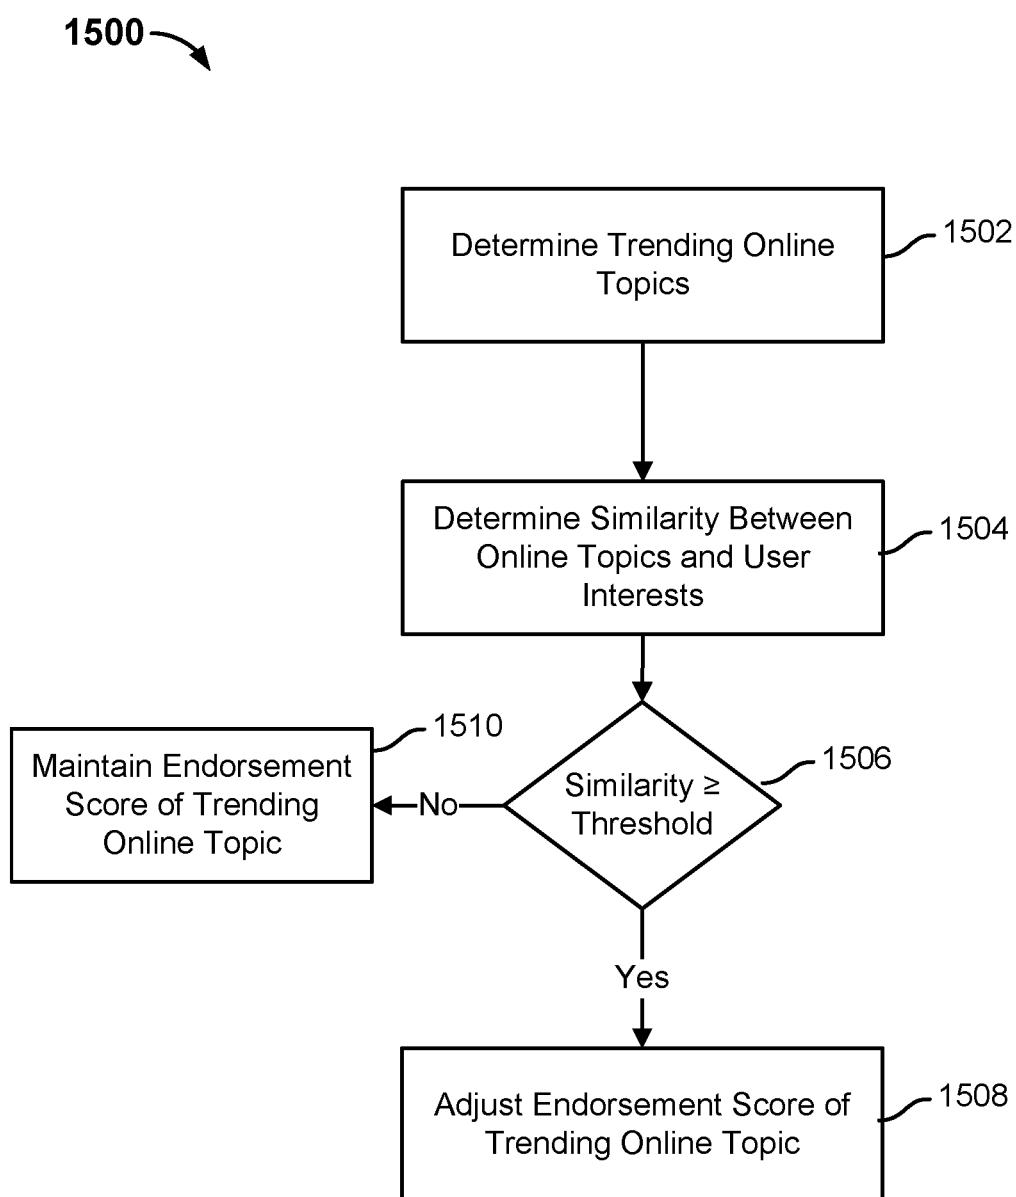 1500
Determine Trending Online
Topics
1502
Determine Similarity Between
Online Topics and User
Interests
1504
Similarity ≥
Threshold
1506
No
Maintain Endorsement
Score of Trending
Online Topic
1510
Yes
Adjust Endorsement Score of
Trending Online Topic
1508